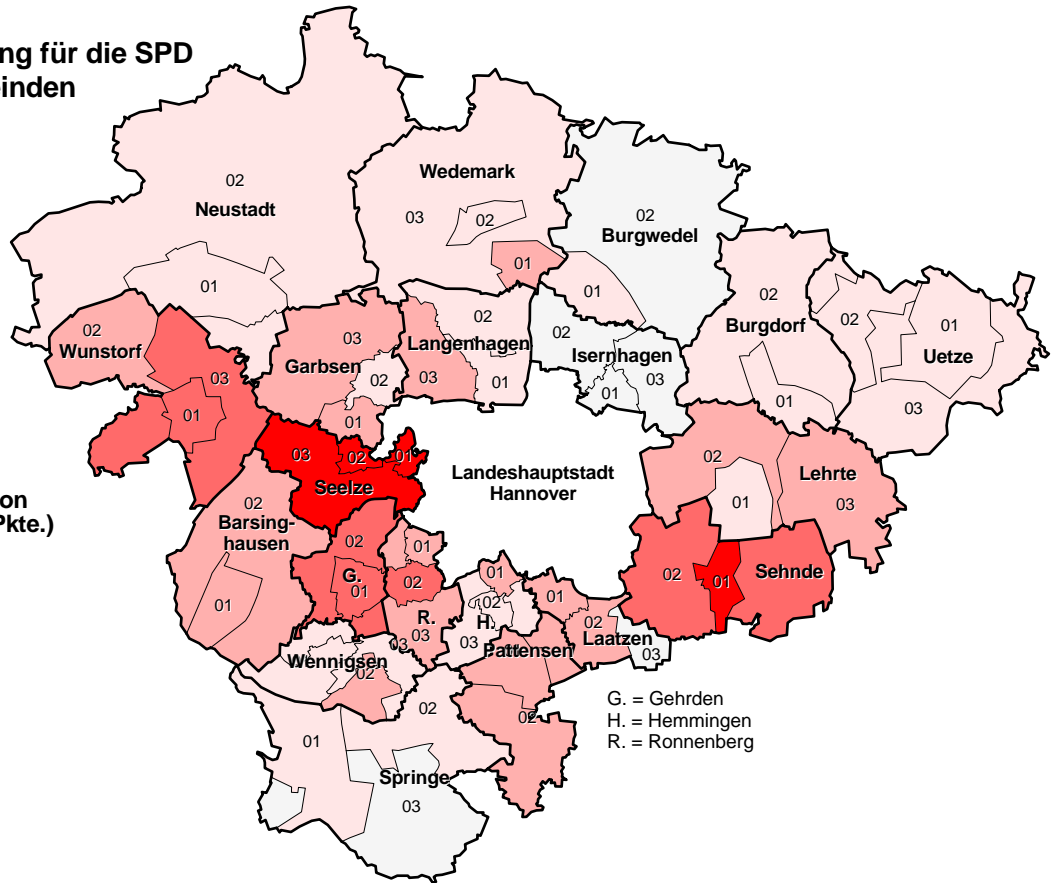 ng für die SPD
inden
02
Neustadt
01
Wedemark
03
02
01
02
Burgwedel
01
02
Wunstorf
03
01
03
Garbsen
02
01
02
Langenhagen
03
01
02
Isernhagen
03
01
02
Burgdorf
01
02
01
Uetze
03
03
02
01
Seelze
Landeshauptstadt
Hannover
02
Lehrte
01
03
on
Pkte.)
02
Barsing-
hausen
01
02
G.
01
01
02
R.
03
01
02
H.
03
01
02
Laatzen
03
02
01
Sehnde
03
Wennigsen
02
Pattensen
02
01
02
Springe
03
G. = Gehrden
H. = Hemmingen
R. = Ronnenberg